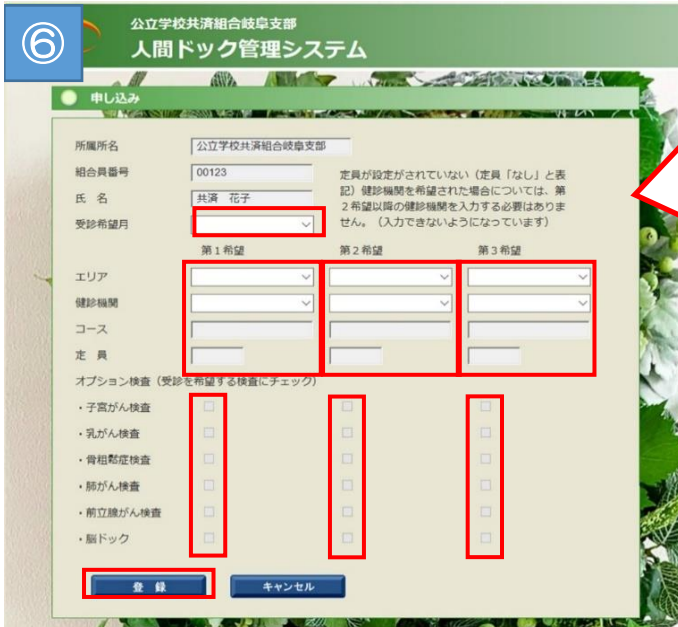 ⑥
公立学校共済組合岐阜支部
人間ドック管理システム
申し込み
所属所名 公立学校共済組合岐阜支部
組合員番号 00123
氏 名 共済 花子
受診希望月
定員が設定がされていない（定員「なし」と表
記）健診機関を希望された場合については、第
２希望以降の健診機関を入力する必要はありま
せん。（入力できないようになっています）
第１希望 第２希望 第３希望
エリア
健診機関
コース
定 員
オプション検査（受診を希望する検査にチェック）
・子宮がん検査
・乳がん検査
・骨粗鬆症検査
・肺がん検査
・前立腺がん検査
・脳ドック
登 録 キャンセル